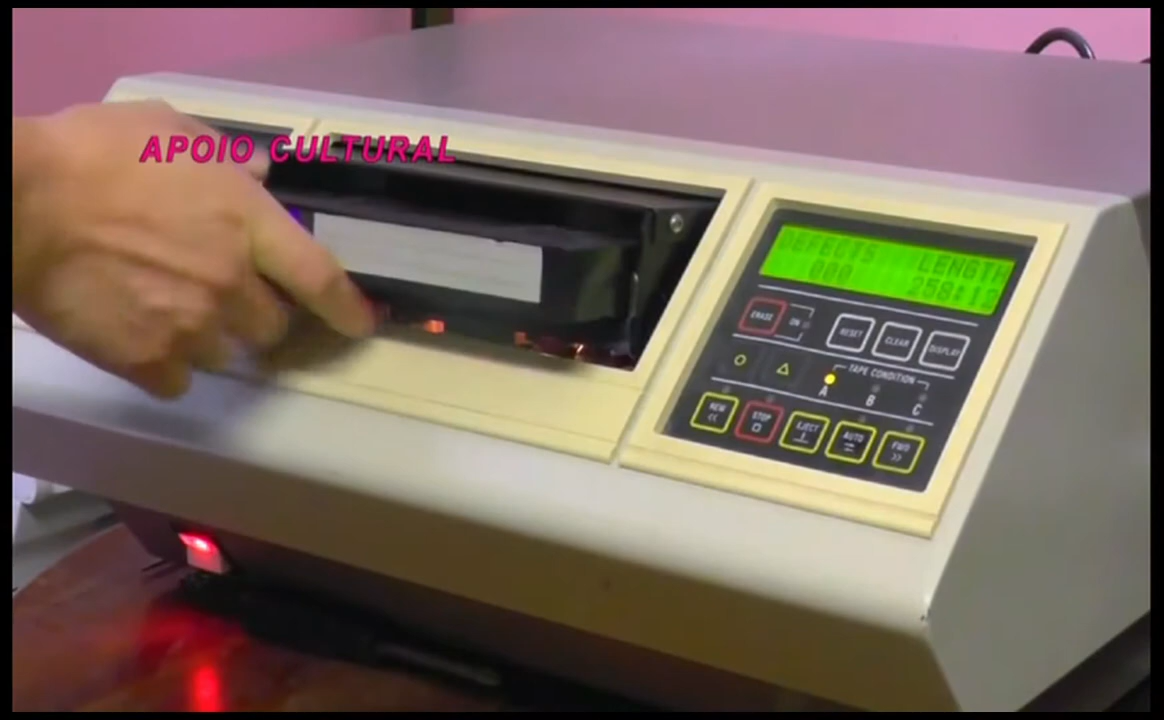 APOIO CULTURAL
DEFECTS LENGTH
000 258:13
ERASE ON RESET CLEAR DISPLAY
TAPE CONDITION
A B C
REW << STOP EJECT AUTO FWD >>